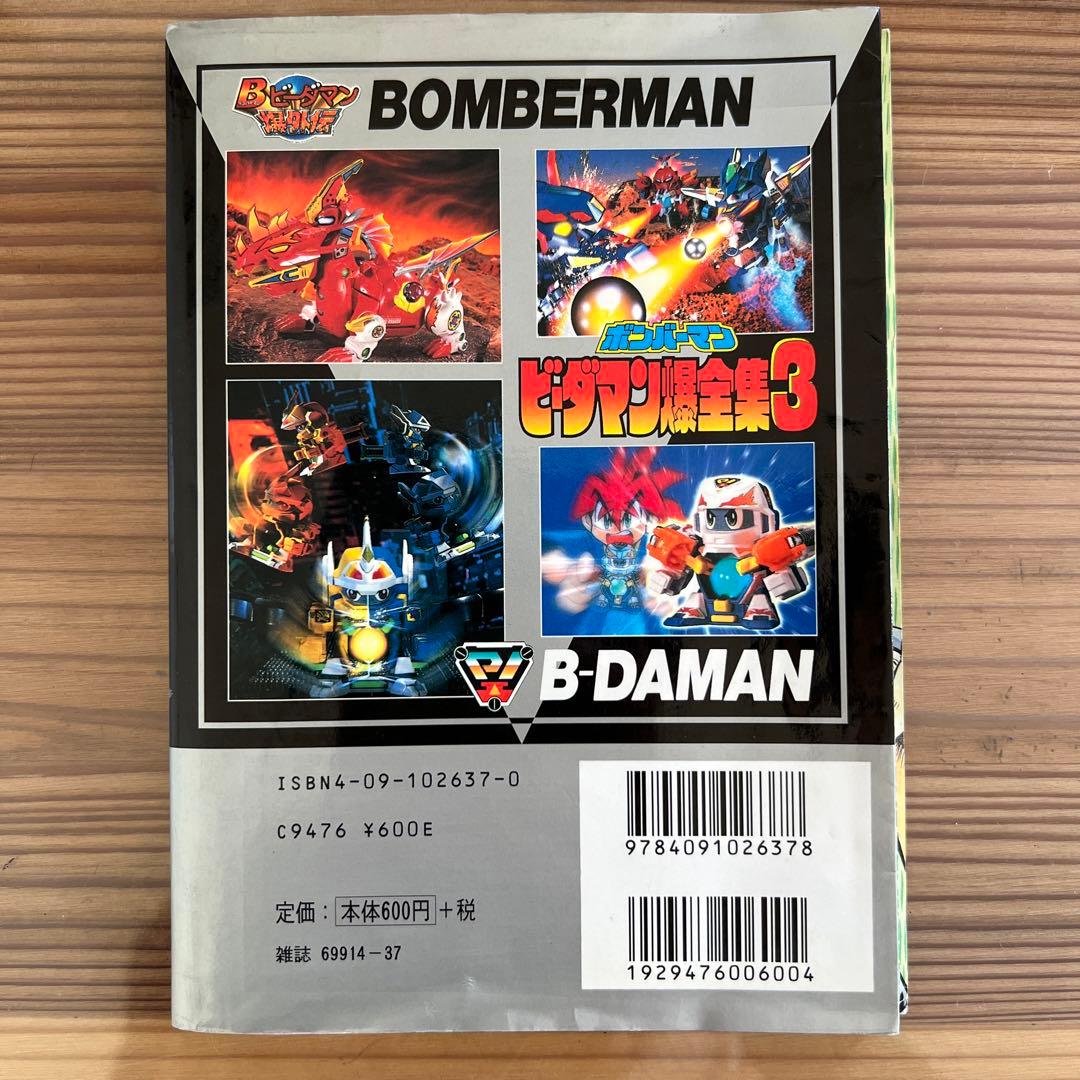 Bビーダマン
爆外伝
BOMBERMAN
ボンバーマン
ビーダマン爆全集3
B-DAMAN
ISBN4-09-102637-0
C9476 ¥600E
定価：本体600円+税
雑誌 69914-37
9784091026378
1929476006004